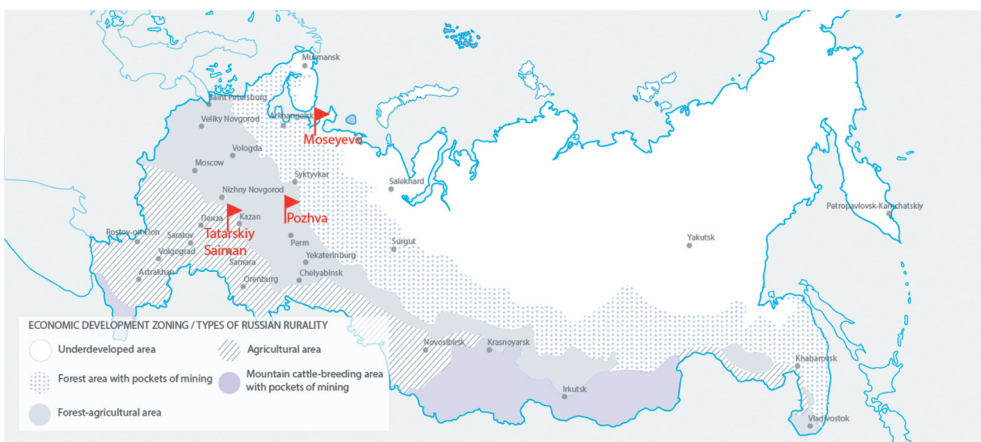 Murmansk
Saint Petersburg
Arkhangelsk
Veliky Novgorod
Moseyevo
Vologda
Moscow
Syktyvkar
Salekhard
Nizhny Novgorod
Petropavlovsk-Kamchatskiy
Пенза
Kazan
Pozhva
Tatarskiy
Saiman
Rostov-on-Don
Saratov
Perm
Surgut
Yakutsk
Volgograd
Samara
Yekaterinburg
Astrakhan
Orenburg
Chelyabinsk
ECONOMIC DEVELOPMENT ZONING / TYPES OF RUSSIAN RURALITY
Underdeveloped area
Agricultural area
Novosibirsk
Krasnoyarsk
Khabarovsk
Forest area with pockets of mining
Mountain cattle-breeding area
with pockets of mining
Irkutsk
Forest-agricultural area
Vladivostok